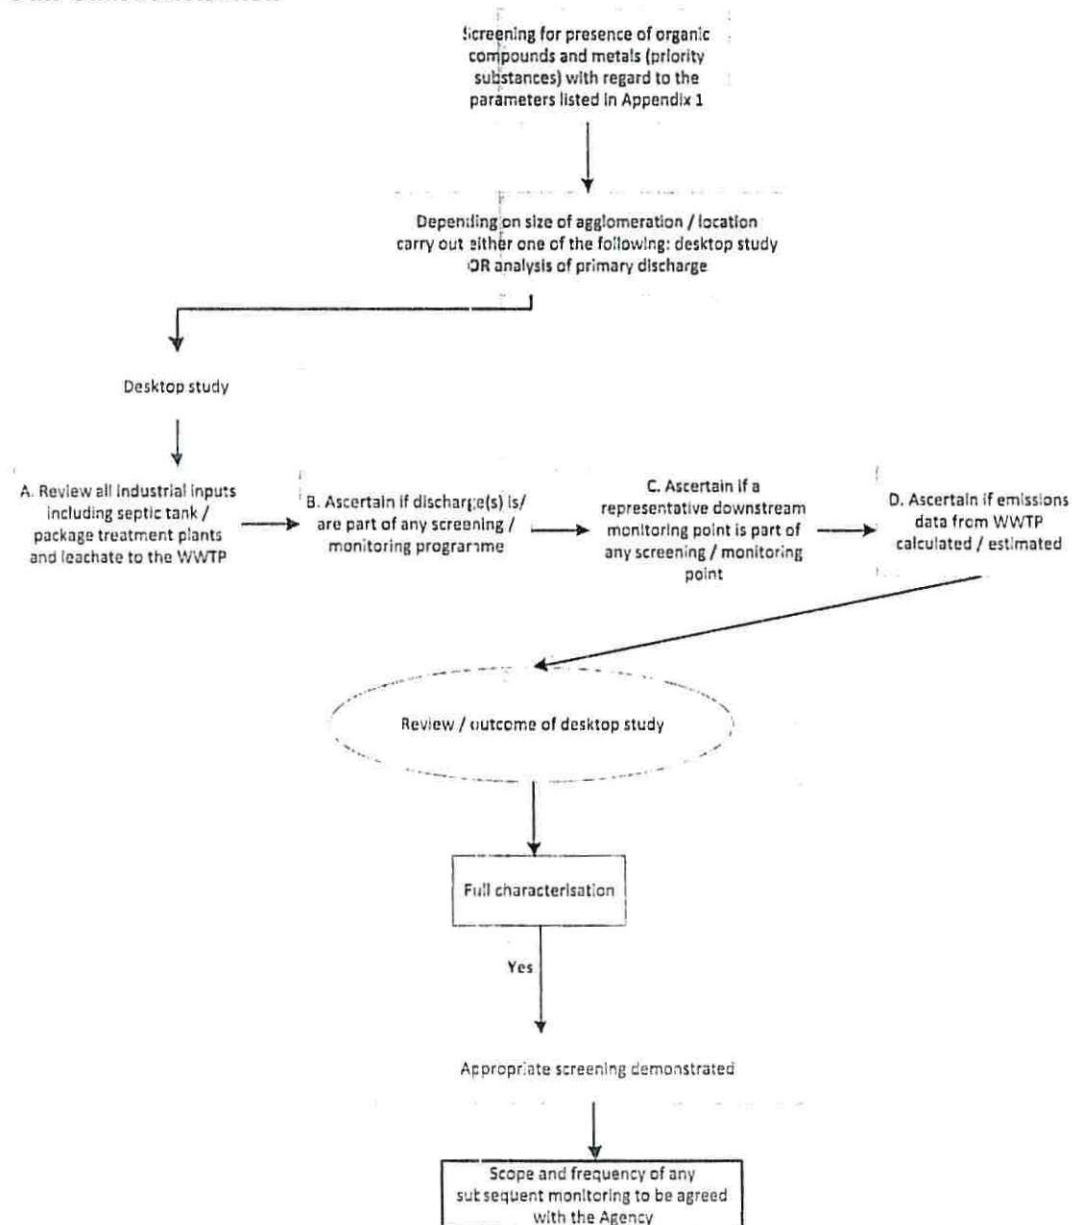 Screening for presence of organic
compounds and metals (priority
substances) with regard to the
parameters listed in Appendix 1
Depending on size of agglomeration / location
carry out either one of the following: desktop study
OR analysis of primary discharge
Desktop study
A. Review all industrial inputs
including septic tank /
package treatment plants
and leachate to the WWTP
B. Ascertain if discharge(s) is/
are part of any screening /
monitoring programme
C. Ascertain if a
representative downstream
monitoring point is part of
any screening / monitoring
point
D. Ascertain if emissions
data from WWTP
calculated / estimated
Review / outcome of desktop study
Full characterisation
Yes
Appropriate screening demonstrated
Scope and frequency of any
subsequent monitoring to be agreed
with the Agency